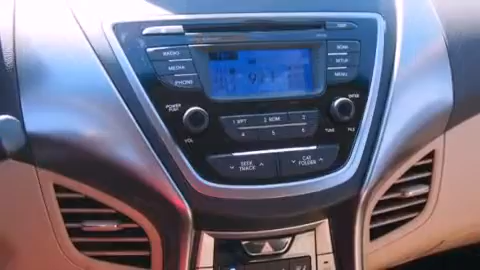 RADIO
MEDIA
PHONE
SCAN
SETUP
MENU
POWER
PUSH
VOL
1 RPT
2 RDM
3
4
5
6
TUNE
FILE
SEEK
TRACK
CAT
FOLDER